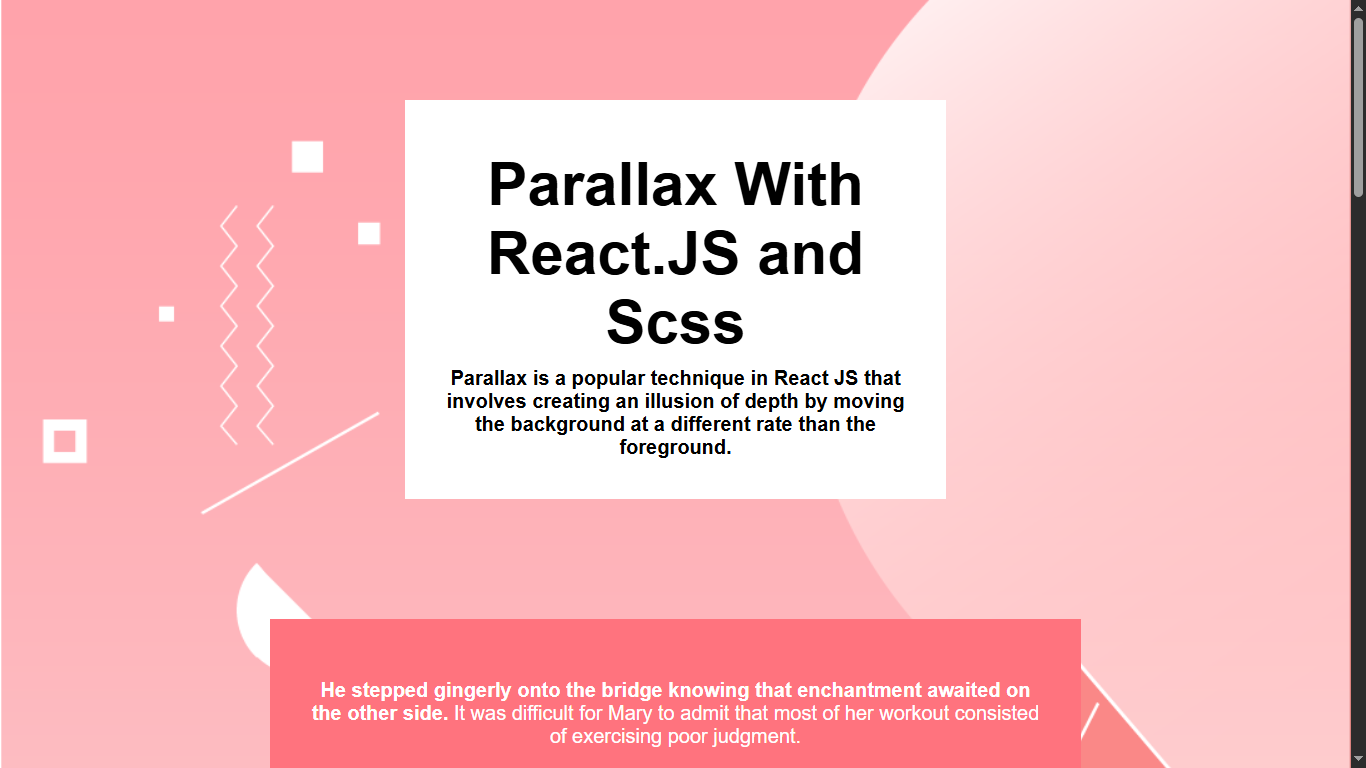 Parallax With
React.JS and
Scss
Parallax is a popular technique in React JS that
involves creating an illusion of depth by moving
the background at a different rate than the
foreground.
He stepped gingerly onto the bridge knowing that enchantment awaited on
the other side. It was difficult for Mary to admit that most of her workout consisted
of exercising poor judgment.